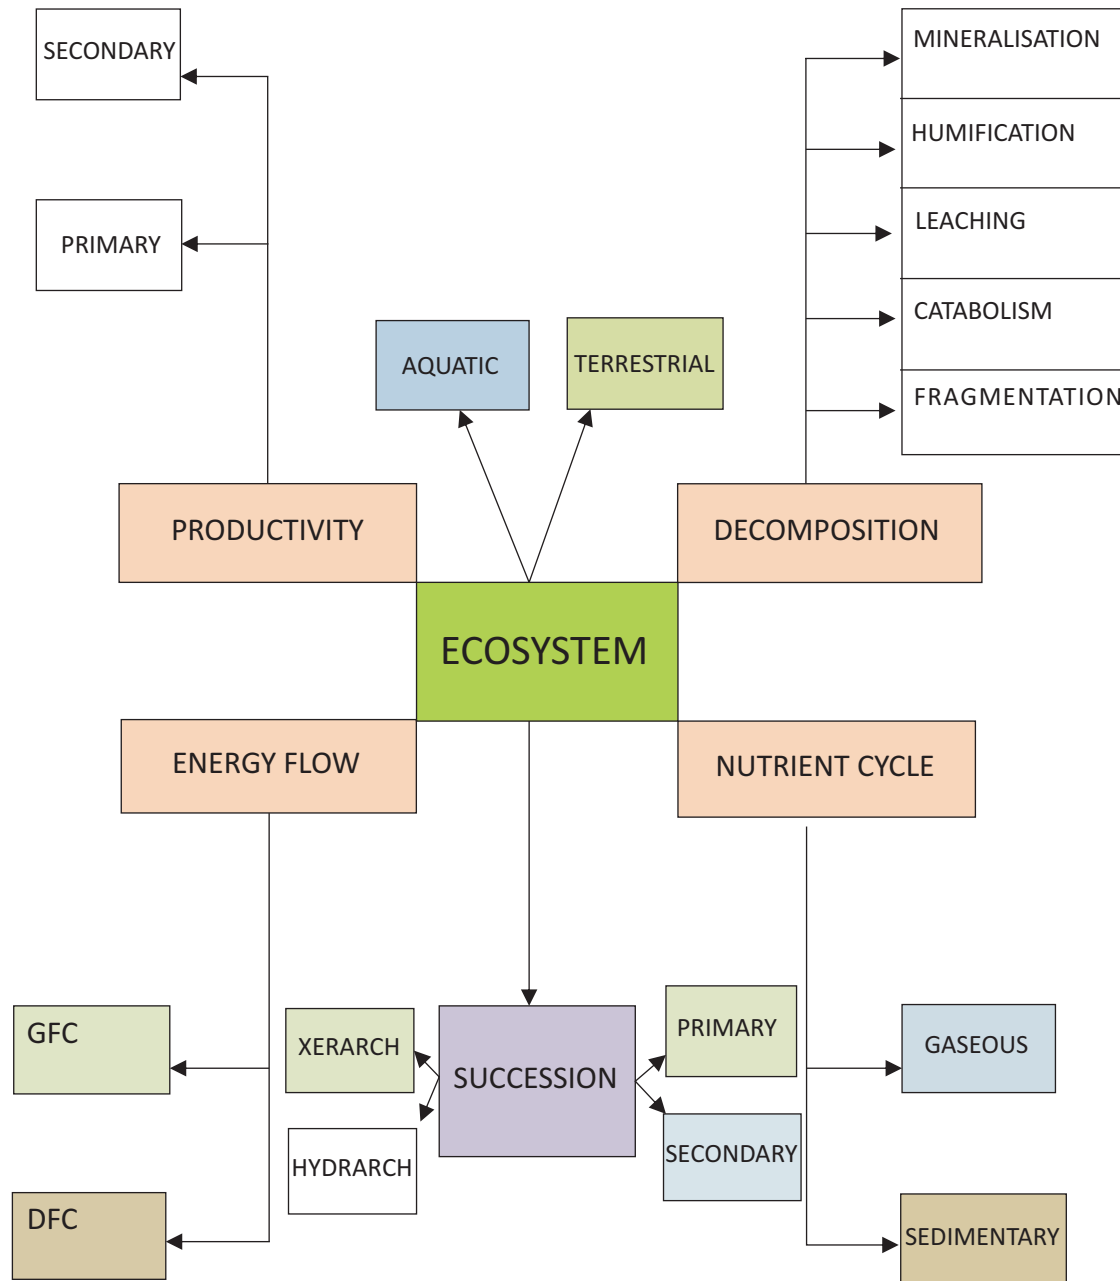 SECONDARY
MINERALISATION
HUMIFICATION
PRIMARY
LEACHING
CATABOLISM
AQUATIC
TERRESTRIAL
FRAGMENTATION
PRODUCTIVITY
DECOMPOSITION
ECOSYSTEM
ENERGY FLOW
NUTRIENT CYCLE
GFC
XERARCH
SUCCESSION
PRIMARY
GASEOUS
HYDRARCH
SECONDARY
DFC
SEDIMENTARY